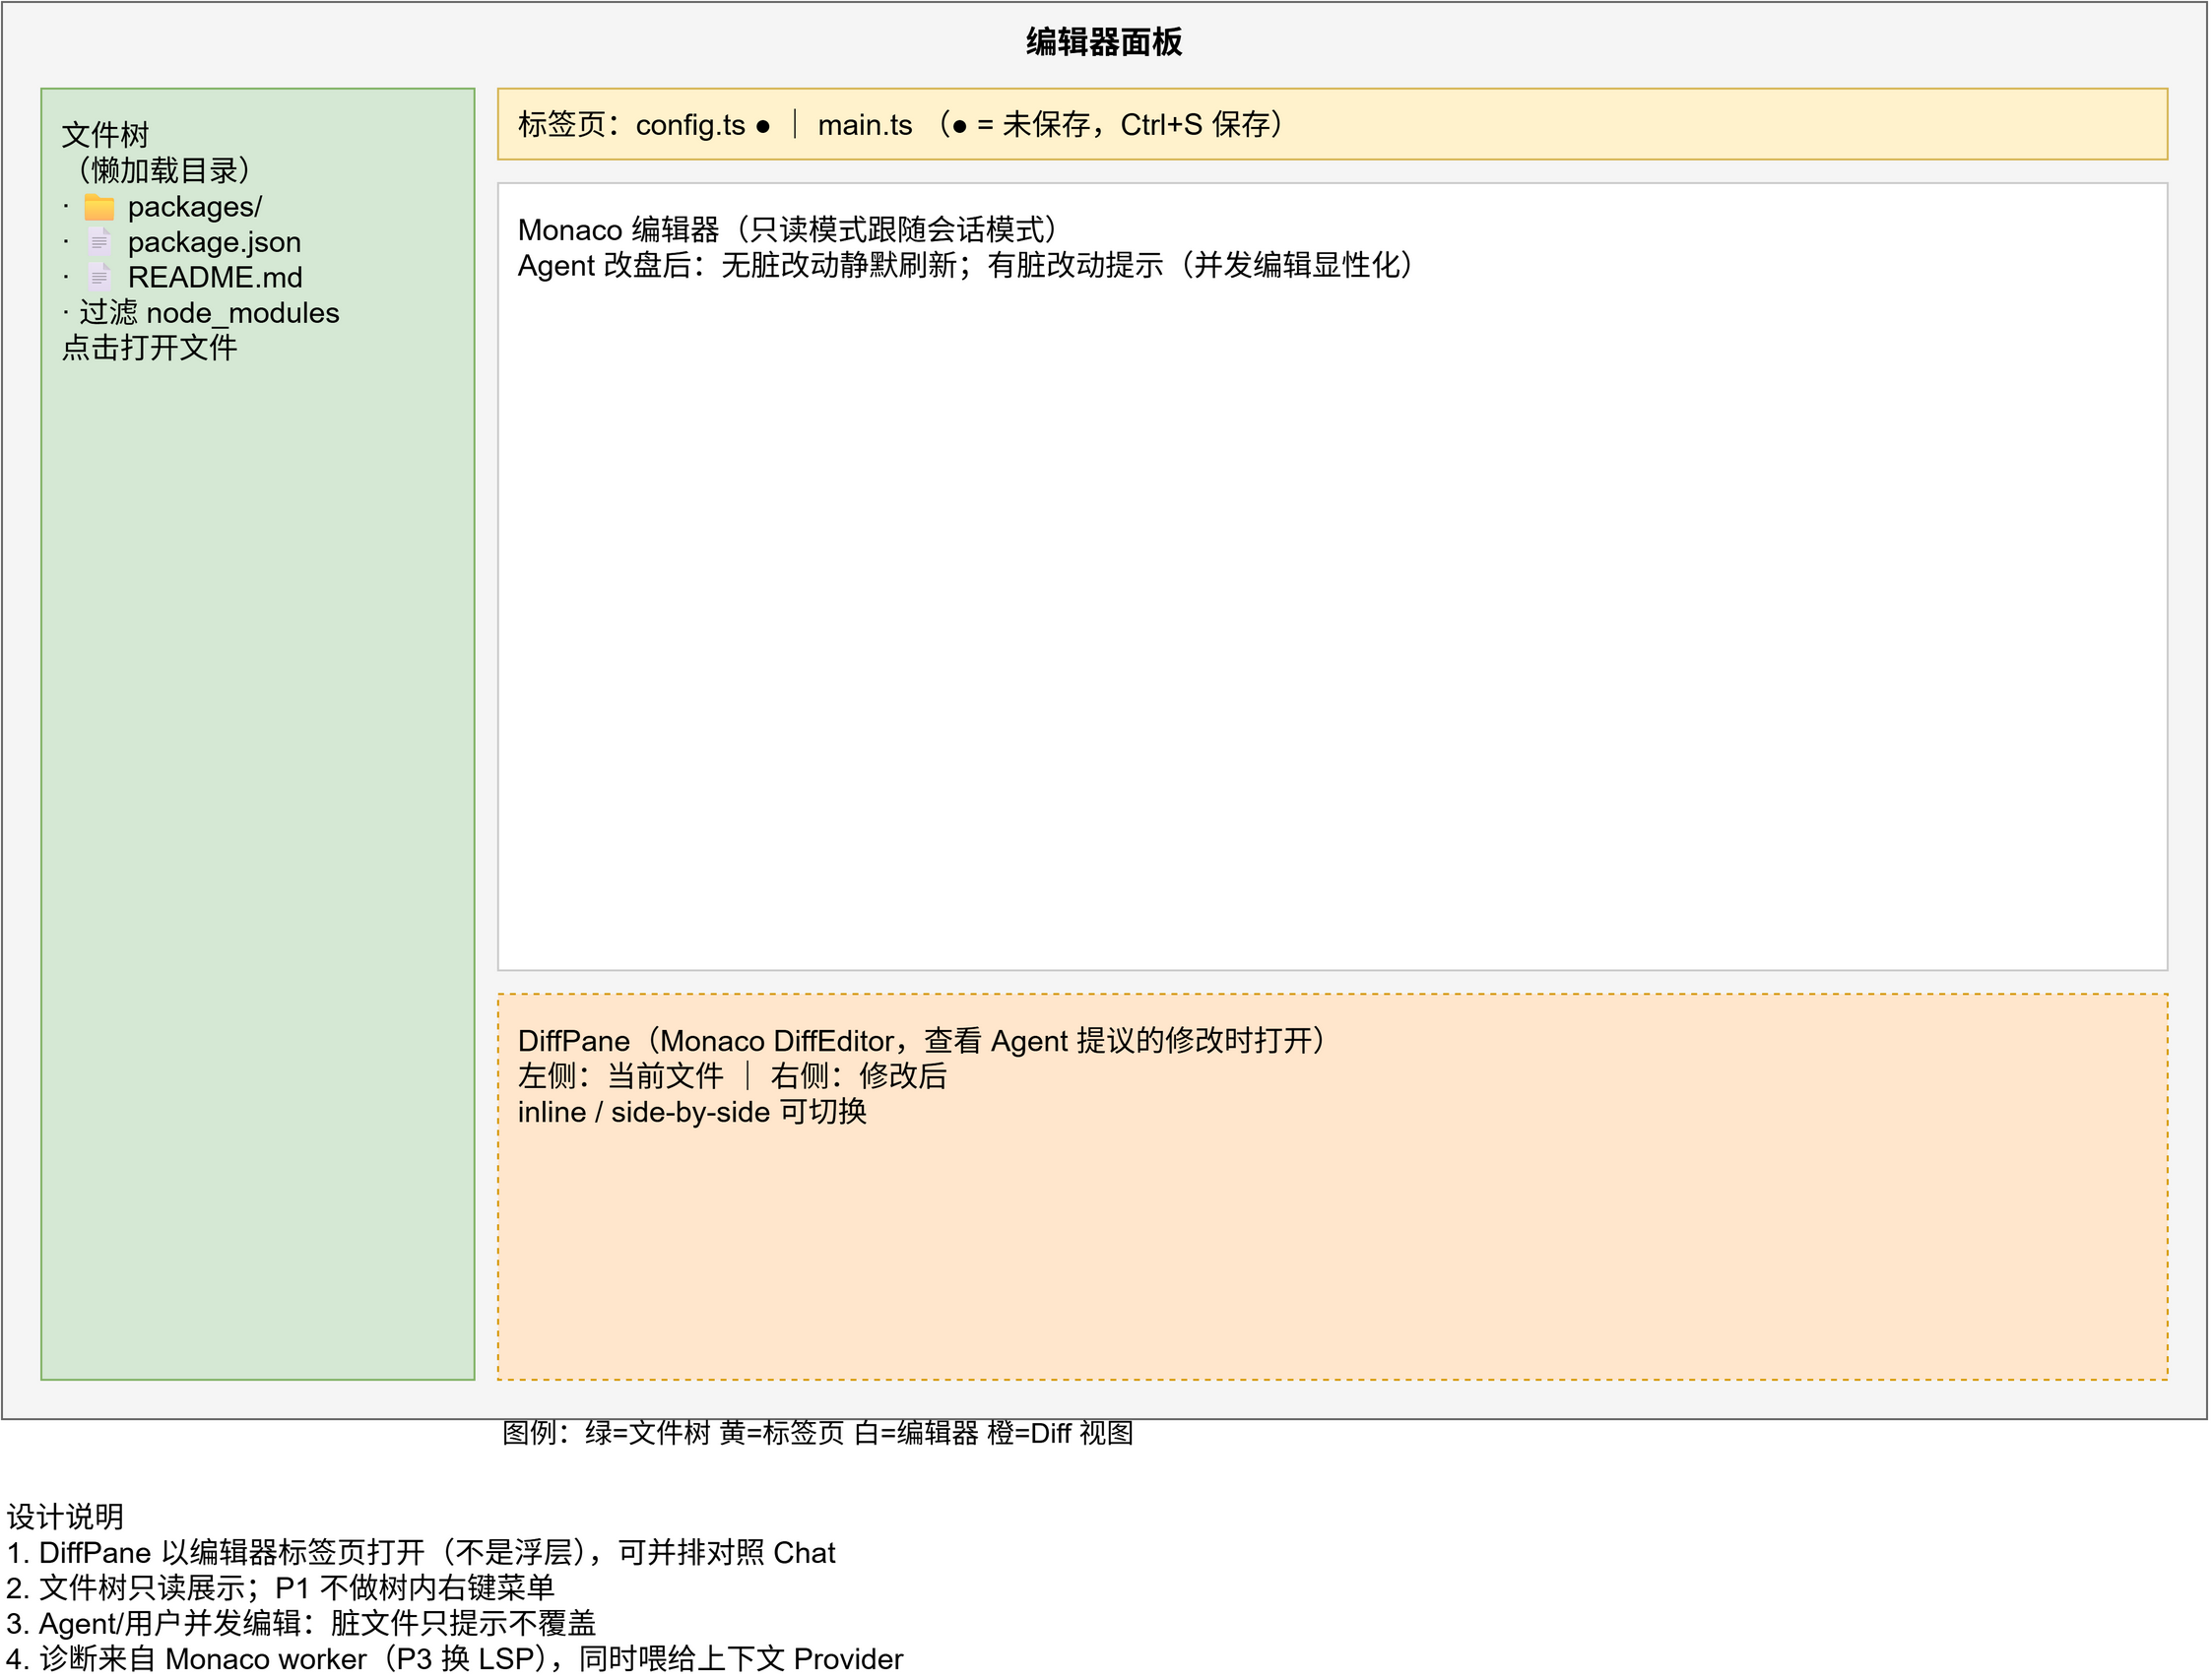 编辑器面板
文件树
（懒加载目录）
· 📁 packages/
· 📄 package.json
· 📄 README.md
· 过滤 node_modules
点击打开文件
标签页：config.ts ● ｜ main.ts （● = 未保存，Ctrl+S 保存）
Monaco 编辑器（只读模式跟随会话模式）
Agent 改盘后：无脏改动静默刷新；有脏改动提示（并发编辑显性化）
DiffPane（Monaco DiffEditor，查看 Agent 提议的修改时打开）
左侧：当前文件 ｜ 右侧：修改后
inline / side-by-side 可切换
图例：绿=文件树 黄=标签页 白=编辑器 橙=Diff 视图
设计说明
1. DiffPane 以编辑器标签页打开（不是浮层），可并排对照 Chat
2. 文件树只读展示；P1 不做树内右键菜单
3. Agent/用户并发编辑：脏文件只提示不覆盖
4. 诊断来自 Monaco worker（P3 换 LSP），同时喂给上下文 Provider